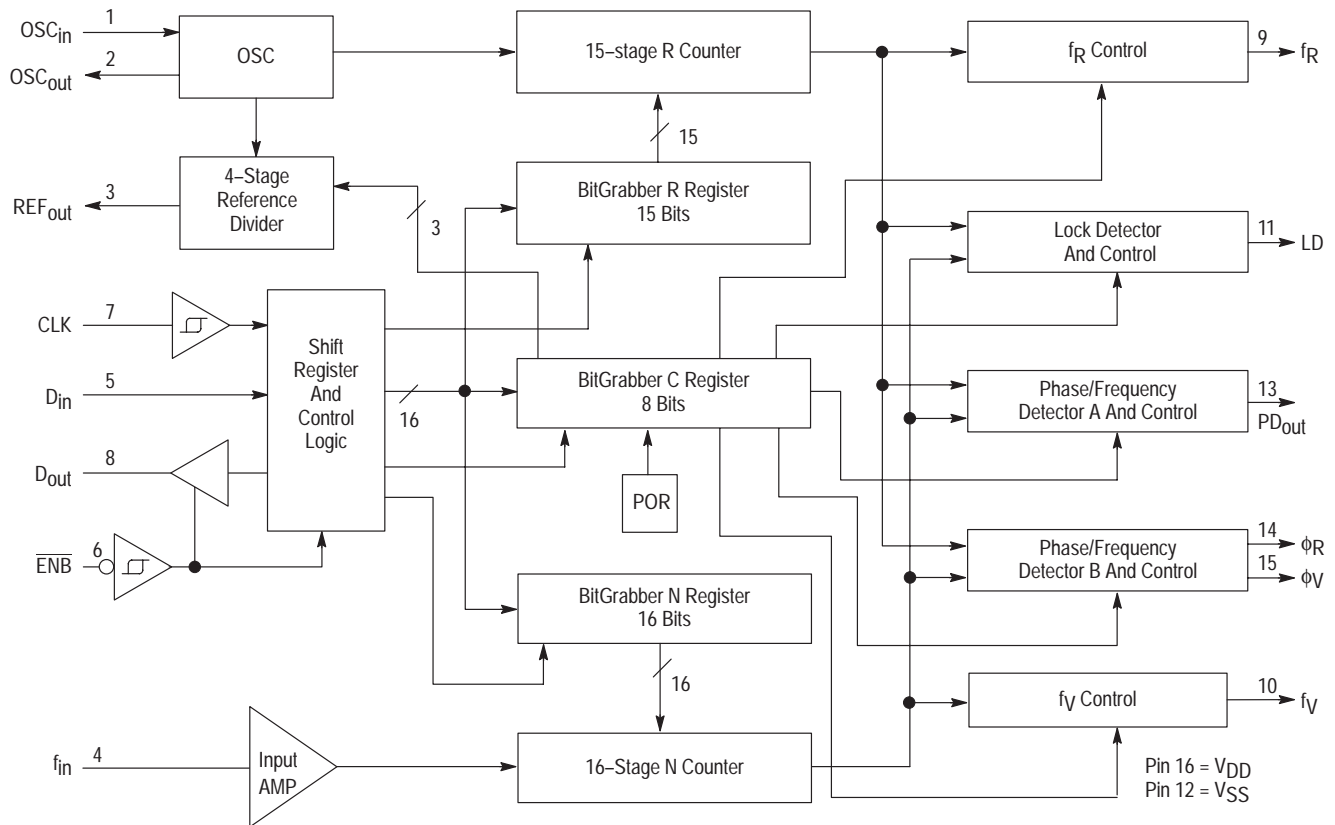 OSCin
1
OSCout
2
OSC
15–stage R Counter
fR Control
9
fR
15
REFout
3
4–Stage
Reference
Divider
3
BitGrabber R Register
15 Bits
Lock Detector
And Control
11
LD
CLK
7
Din
5
Dout
8
ENB
6
Shift
Register
And
Control
Logic
16
BitGrabber C Register
8 Bits
POR
Phase/Frequency
Detector A And Control
13
PDout
Phase/Frequency
Detector B And Control
14
ϕR
15
ϕV
BitGrabber N Register
16 Bits
16
fin
4
Input
AMP
16–Stage N Counter
fV Control
10
fV
Pin 16 = VDD
Pin 12 = VSS